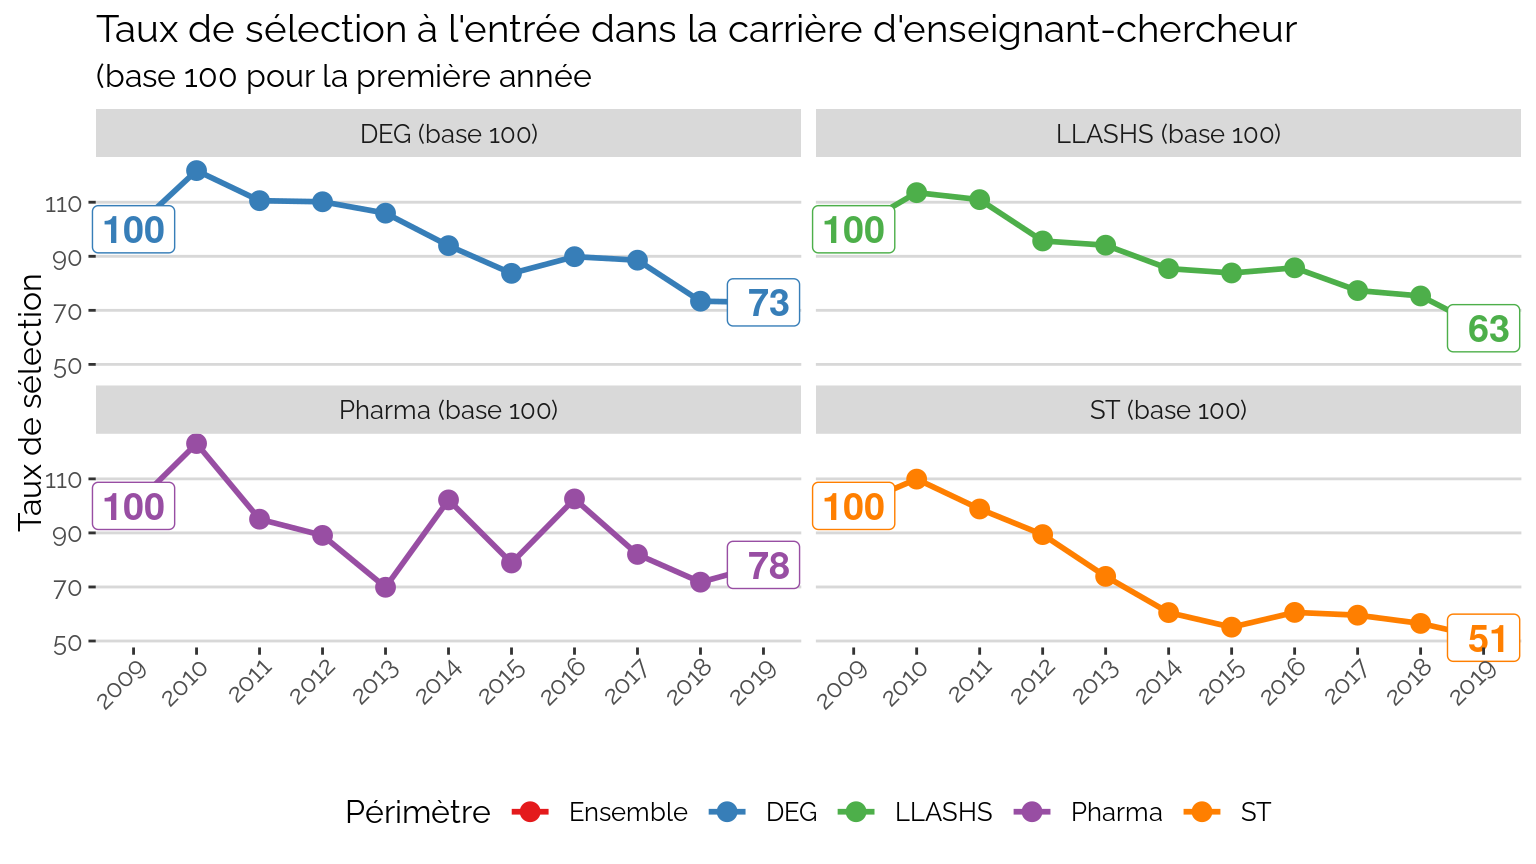 Taux de sélection à l'entrée dans la carrière d'enseignant-chercheur
(base 100 pour la première année
Taux de sélection
DEG (base 100)
110
90
70
50
100
73
LLASHS (base 100)
100
63
Pharma (base 100)
110
90
70
50
100
78
2009 2010 2011 2012 2013 2014 2015 2016 2017 2018 2019
ST (base 100)
100
51
2009 2010 2011 2012 2013 2014 2015 2016 2017 2018 2019
Périmètre Ensemble DEG LLASHS Pharma ST